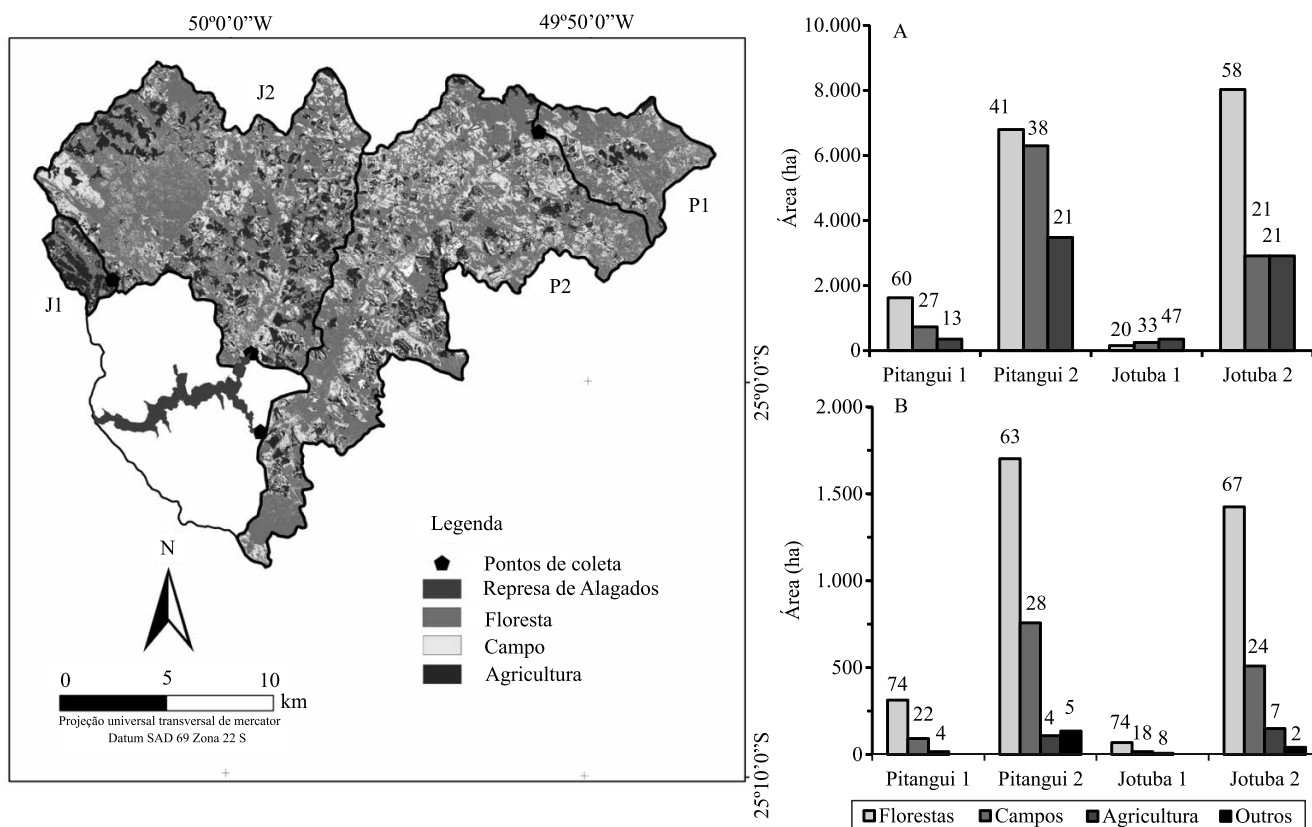 50º0’0’’W
49º50’0’’W
J2
P1
P2
J1
25º0’0’’S
25º10’0’’S
N
0 5 10
km
Projeção universal transversal de mercator
Datum SAD 69 Zona 22 S
Legenda
Pontos de coleta
Represa de Alagados
Floresta
Campo
Agricultura
A
Área (ha)
10.000
8.000
6.000
4.000
2.000
0
60 27 13
41 38 21
20 33 47
58 21 21
Pitangui 1 Pitangui 2 Jotuba 1 Jotuba 2
B
Área (ha)
2.000
1.500
1.000
500
0
74 22 4
63 28 4 5
74 18 8
67 24 7 2
Pitangui 1 Pitangui 2 Jotuba 1 Jotuba 2
Florestas Campos Agricultura Outros